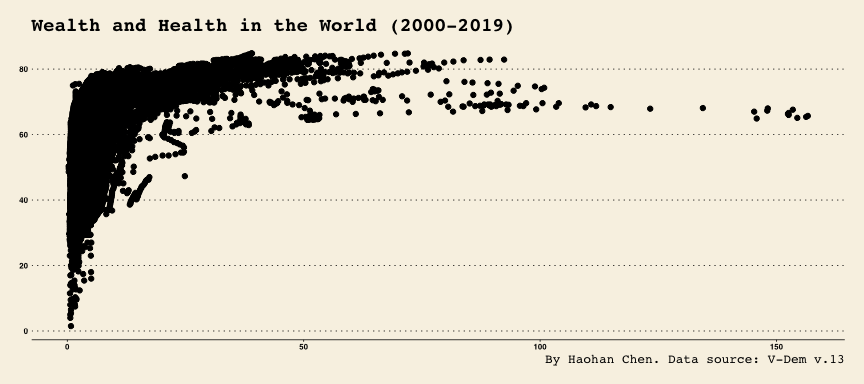 Wealth and Health in the World (2000-2019)
80
60
40
20
0
0 50 100 150
By Haohan Chen. Data source: V-Dem v.13